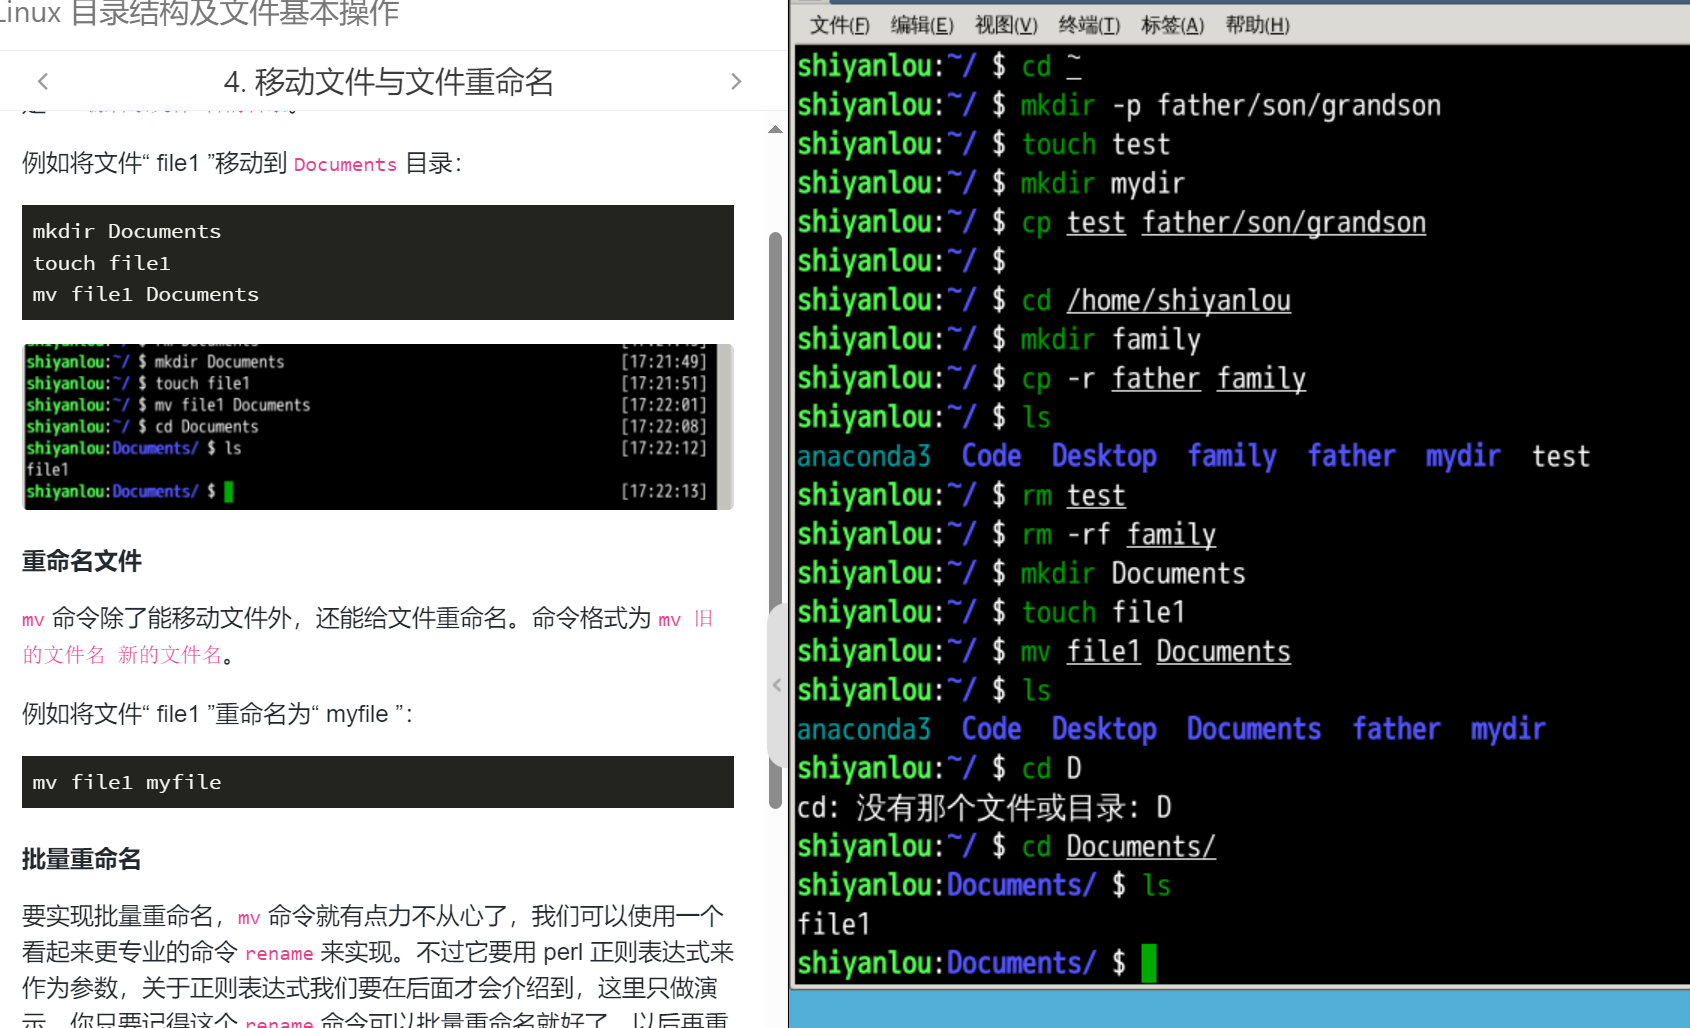 Linux 目录结构及文件基本操作
4. 移动文件与文件重命名
例如将文件“ file1 ”移动到 Documents 目录：
mkdir Documents
touch file1
mv file1 Documents
shiyanlou:~/ $ mkdir Documents [17:21:49]
shiyanlou:~/ $ touch file1 [17:21:51]
shiyanlou:~/ $ mv file1 Documents [17:22:01]
shiyanlou:~/ $ cd Documents [17:22:08]
shiyanlou:Documents/ $ ls [17:22:12]
file1
shiyanlou:Documents/ $ [17:22:13]
重命名文件
mv 命令除了能移动文件外，还能给文件重命名。命令格式为 mv 旧
的文件名 新的文件名。
例如将文件“ file1 ”重命名为“ myfile ”：
mv file1 myfile
批量重命名
要实现批量重命名，mv 命令就有点力不从心了，我们可以使用一个
看起来更专业的命令 rename 来实现。不过它要用 perl 正则表达式来
作为参数，关于正则表达式我们要在后面才会介绍到，这里只做演
示，你只要记得这个 rename 命令可以批量重命名就好了，以后再重
文件(F) 编辑(E) 视图(V) 终端(T) 标签(A) 帮助(H)
shiyanlou:~/ $ cd ~
shiyanlou:~/ $ mkdir -p father/son/grandson
shiyanlou:~/ $ touch test
shiyanlou:~/ $ mkdir mydir
shiyanlou:~/ $ cp test father/son/grandson
shiyanlou:~/ $
shiyanlou:~/ $ cd /home/shiyanlou
shiyanlou:~/ $ mkdir family
shiyanlou:~/ $ cp -r father family
shiyanlou:~/ $ ls
anaconda3 Code Desktop family father mydir test
shiyanlou:~/ $ rm test
shiyanlou:~/ $ rm -rf family
shiyanlou:~/ $ mkdir Documents
shiyanlou:~/ $ touch file1
shiyanlou:~/ $ mv file1 Documents
shiyanlou:~/ $ ls
anaconda3 Code Desktop Documents father mydir
shiyanlou:~/ $ cd D
cd: 没有那个文件或目录: D
shiyanlou:~/ $ cd Documents/
shiyanlou:Documents/ $ ls
file1
shiyanlou:Documents/ $